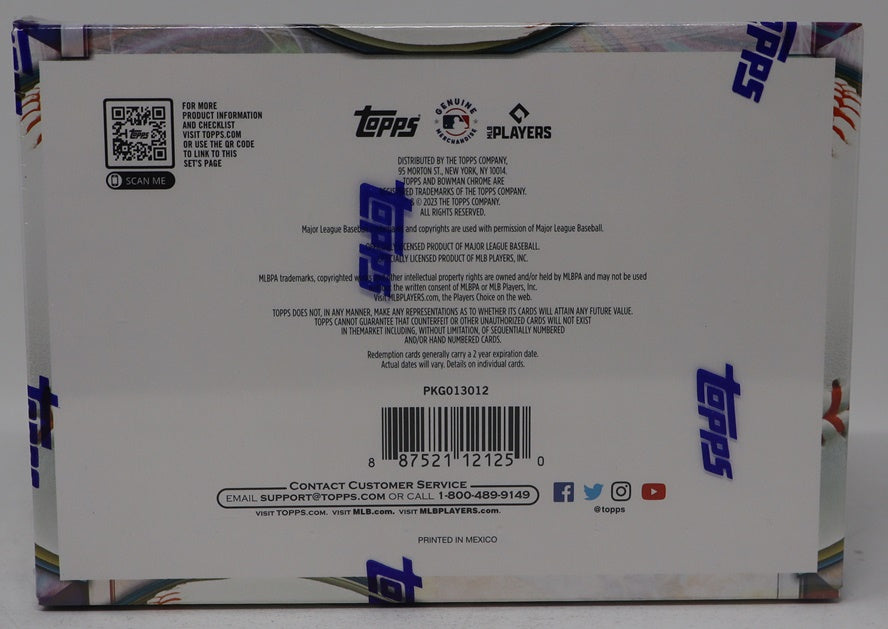 FOR MORE
PRODUCT INFORMATION
AND CHECKLIST
VISIT TOPPS.COM
OR USE THE QR CODE
TO LINK TO THIS
SET'S PAGE
SCAN ME
topps
GENUINE
MERCHANDISE
MLB PLAYERS
DISTRIBUTED BY THE TOPPS COMPANY,
95 MORTON ST., NEW YORK, NY 10014.
TOPPS AND BOWMAN CHROME ARE
TRADEMARKS OF THE TOPPS COMPANY.
© 2023 THE TOPPS COMPANY.
ALL RIGHTS RESERVED.
Major League and copyrights are used with permission of Major League Baseball.
LICENSED PRODUCT OF MAJOR LEAGUE BASEBALL.
LICENSED PRODUCT OF MLB PLAYERS, INC.
MLBPA trademarks, copyrighted other intellectual property rights are owned and/or held by MLBPA and may not be used
the written consent of MLBPA or MLB Players, Inc.
Visit MLBPLAYERS.com, the Players Choice on the web.
TOPPS DOES NOT, IN ANY MANNER, MAKE ANY REPRESENTATIONS AS TO WHETHER ITS CARDS WILL ATTAIN ANY FUTURE VALUE.
TOPPS CANNOT GUARANTEE THAT COUNTERFEIT OR OTHER UNAUTHORIZED CARDS WILL NOT EXIST
IN THEMARKET INCLUDING, WITHOUT LIMITATION, OF SEQUENTIALLY NUMBERED
AND/OR HAND NUMBERED CARDS.
Redemption cards generally carry a 2 year expiration date.
Actual dates will vary. Details on individual cards.
PKG013012
8 87521 12125 0
CONTACT CUSTOMER SERVICE
EMAIL SUPPORT@TOPPS.COM OR CALL 1-800-489-9149
VISIT TOPPS.COM. VISIT MLB.com. VISIT MLBPLAYERS.com.
@topps
PRINTED IN MEXICO
topps
topps
topps
topps
topps